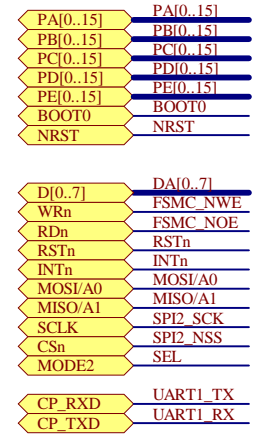 PA[0..15] PA[0..15]
PB[0..15] PB[0..15]
PC[0..15] PC[0..15]
PD[0..15] PD[0..15]
PE[0..15] PE[0..15]
BOOT0 BOOT0
NRST NRST
D[0..7] DA[0..7]
WRn FSMC_NWE
RDn FSMC_NOE
RSTn RSTn
INTn INTn
MOSI/A0 MOSI/A0
MISO/A1 MISO/A1
SCLK SPI2_SCK
CSn SPI2_NSS
MODE2 SEL
CP_RXD UART1_TX
CP_TXD UART1_RX